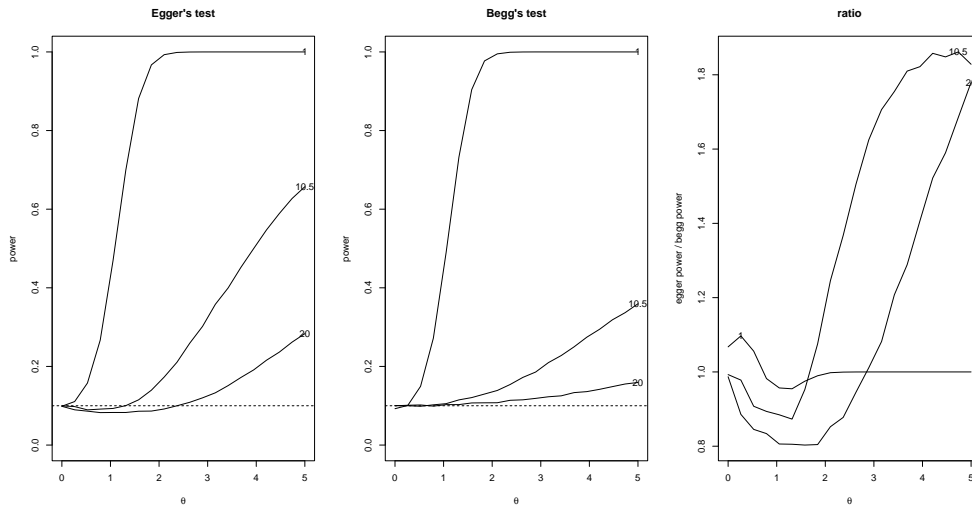 Egger's test
power
0.0 0.2 0.4 0.6 0.8 1.0
1
10.5
20
0 1 2 3 4 5
θ
Begg's test
power
0.0 0.2 0.4 0.6 0.8 1.0
1
10.5
20
0 1 2 3 4 5
θ
ratio
egger power / begg power
0.8 1.0 1.2 1.4 1.6 1.8
1
10.5
2
0 1 2 3 4 5
θ